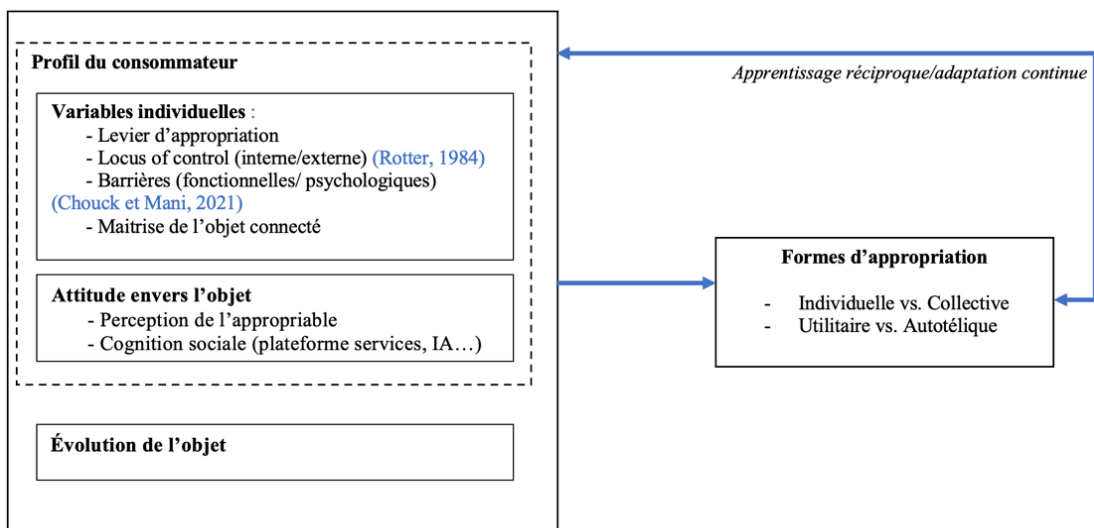 Profil du consommateur
Variables individuelles :
- Levier d'appropriation
- Locus of control (interne/externe) (Rotter, 1984)
- Barrières (fonctionnelles/ psychologiques)
(Chouck et Mani, 2021)
- Maitrise de l'objet connecté
Attitude envers l'objet
- Perception de l'appropriable
- Cognition sociale (plateforme services, IA…)
Évolution de l'objet
Apprentissage réciproque/adaptation continue
Formes d'appropriation
- Individuelle vs. Collective
- Utilitaire vs. Autotélique